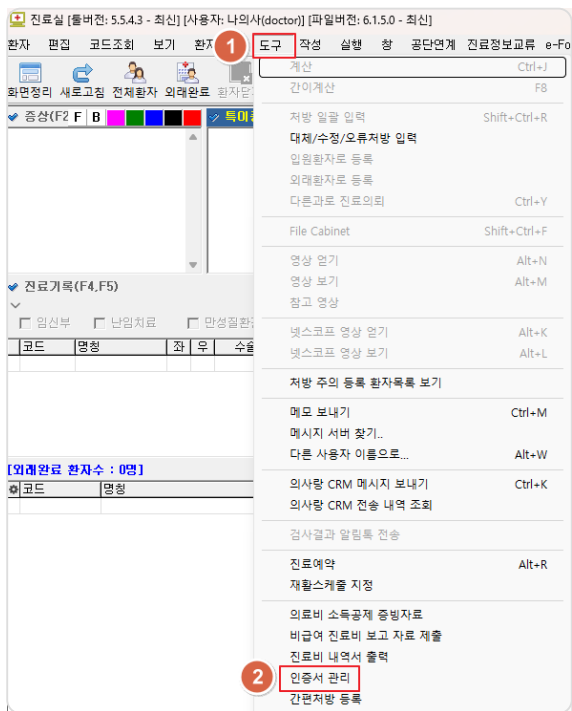 진료실 [툴버전: 5.5.4.3 - 최신] [사용자: 나의사(doctor)] [파일버전: 6.1.5.0 - 최신]
환자 편집 코드조회 보기 환자 1 도구 작성 실행 창 공단연계 진료정보교류 e-Fo
화면정리 새로고침 전체환자 외래완료 환자닫
증상(F2 F B 특이
계산 Ctrl+J
간이계산 F8
처방 일괄 입력 Shift+Ctrl+R
대체/수정/오류처방 입력
입원환자로 등록
외래환자로 등록
다른과로 진료의뢰 Ctrl+Y
File Cabinet Shift+Ctrl+F
영상 얻기 Alt+N
영상 보기 Alt+M
참고 영상
넷스코프 영상 얻기 Alt+K
넷스코프 영상 보기 Alt+L
처방 주의 등록 환자목록 보기
메모 보내기 Ctrl+M
메시지 서버 찾기..
다른 사용자 이름으로... Alt+W
의사랑 CRM 메시지 보내기 Ctrl+K
의사랑 CRM 전송 내역 조회
검사결과 알림톡 전송
진료예약 Alt+R
재활스케줄 지정
의료비 소득공제 증빙자료
비급여 진료비 보고 자료 제출
진료비 내역서 출력
2 인증서 관리
간편처방 등록
진료기록(F4,F5)
임신부 난임치료 만성질환
코드 명칭 좌 우 수술
[외래완료 환자수 : 0명]
코드 명칭